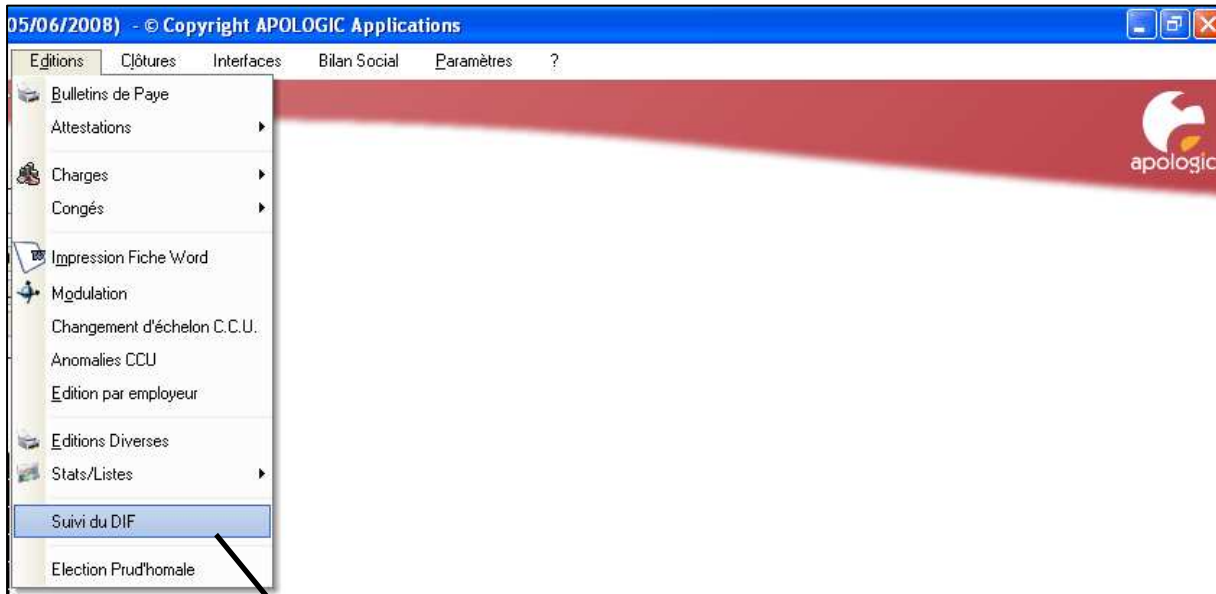 05/06/2008) - © Copyright APOLOGIC Applications
Editions Clôtures Interfaces Bilan Social Paramètres ?
Bulletins de Paye
Attestations
apologic
Charges
Congés
Impression Fiche Word
Modulation
Changement d'échelon C.C.U.
Anomalies CCU
Edition par employeur
Editions Diverses
Stats/Listes
Suivi du DIF
Election Prud'homale